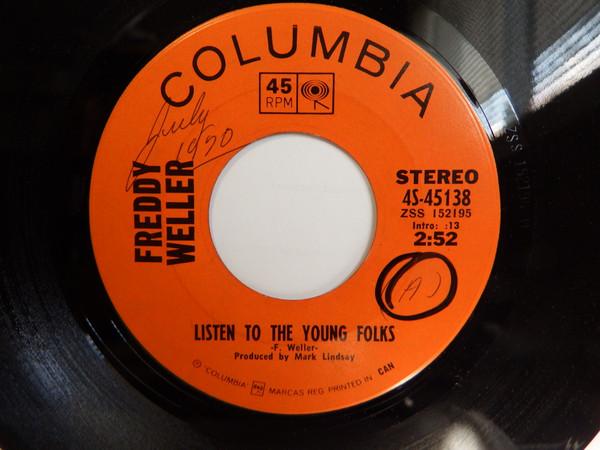 COLUMBIA
45
RPM
July
1970
FREDDY
WELLER
STEREO
4S-45138
ZSS 152195
Intro: :13
2:52
(A)
LISTEN TO THE YOUNG FOLKS
-F. Weller-
Produced by Mark Lindsay
Ⓟ "COLUMBIA" MARCAS REG. PRINTED IN CAN